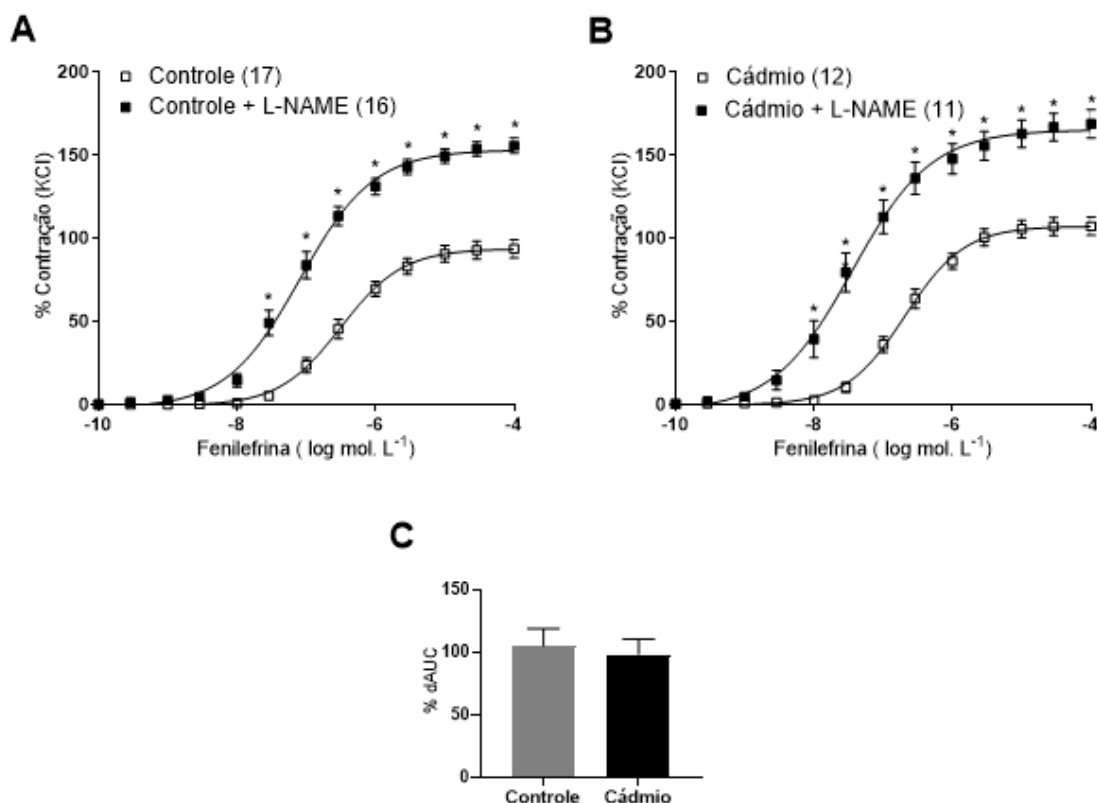 A
Controle (17)
Controle + L-NAME (16)
200
150
100
50
0
% Contração (KCl)
* * * * * * * * *
-10 -8 -6 -4
Fenilefrina ( log mol. L-1)
B
Cádmio (12)
Cádmio + L-NAME (11)
200
150
100
50
0
% Contração (KCl)
* * * * * * * * * *
-10 -8 -6 -4
Fenilefrina ( log mol. L-1)
C
150
100
50
0
% dAUC
Controle Cádmio